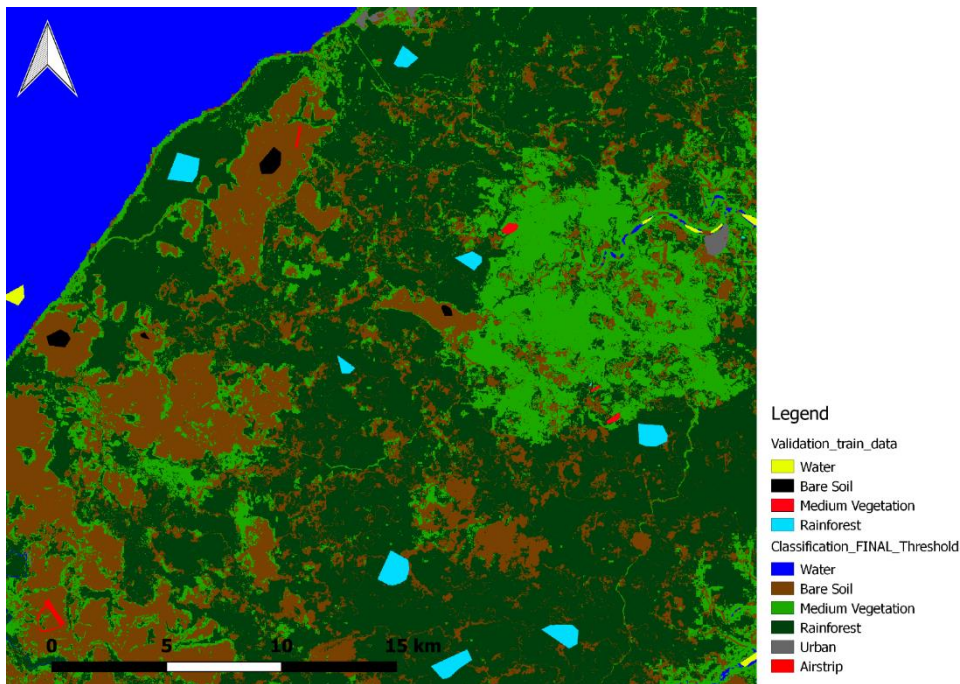 Legend
Validation_train_data
Water
Bare Soil
Medium Vegetation
Rainforest
Classification_FINAL_Threshold
Water
Bare Soil
Medium Vegetation
Rainforest
Urban
Airstrip
0 5 10 15 km